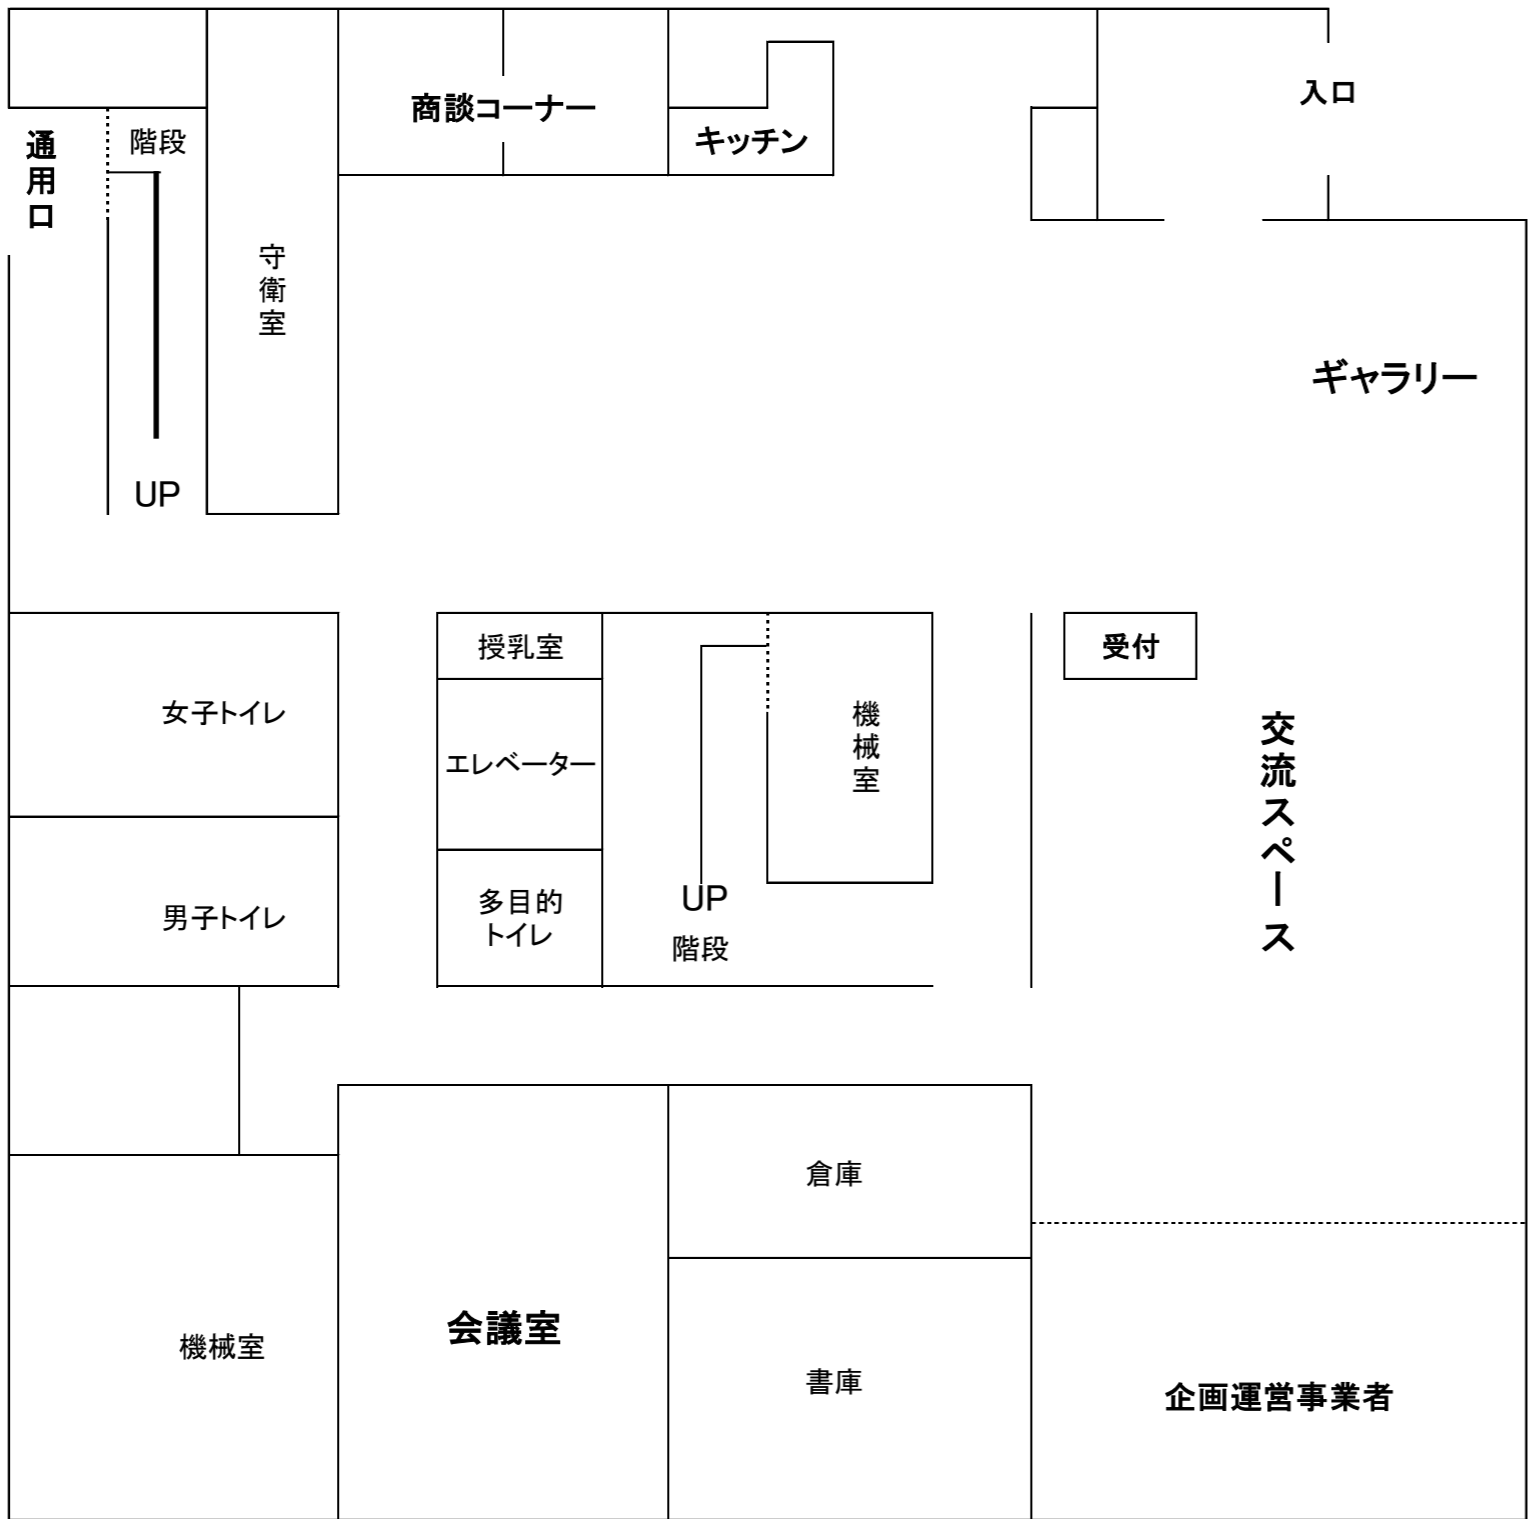 入口
商談コーナー
キッチン
通用口
階段
守衛室
ギャラリー
UP
授乳室
受付
女子トイレ
エレベーター
機械室
交流スペース
男子トイレ
多目的
トイレ
UP
階段
倉庫
会議室
機械室
書庫
企画運営事業者